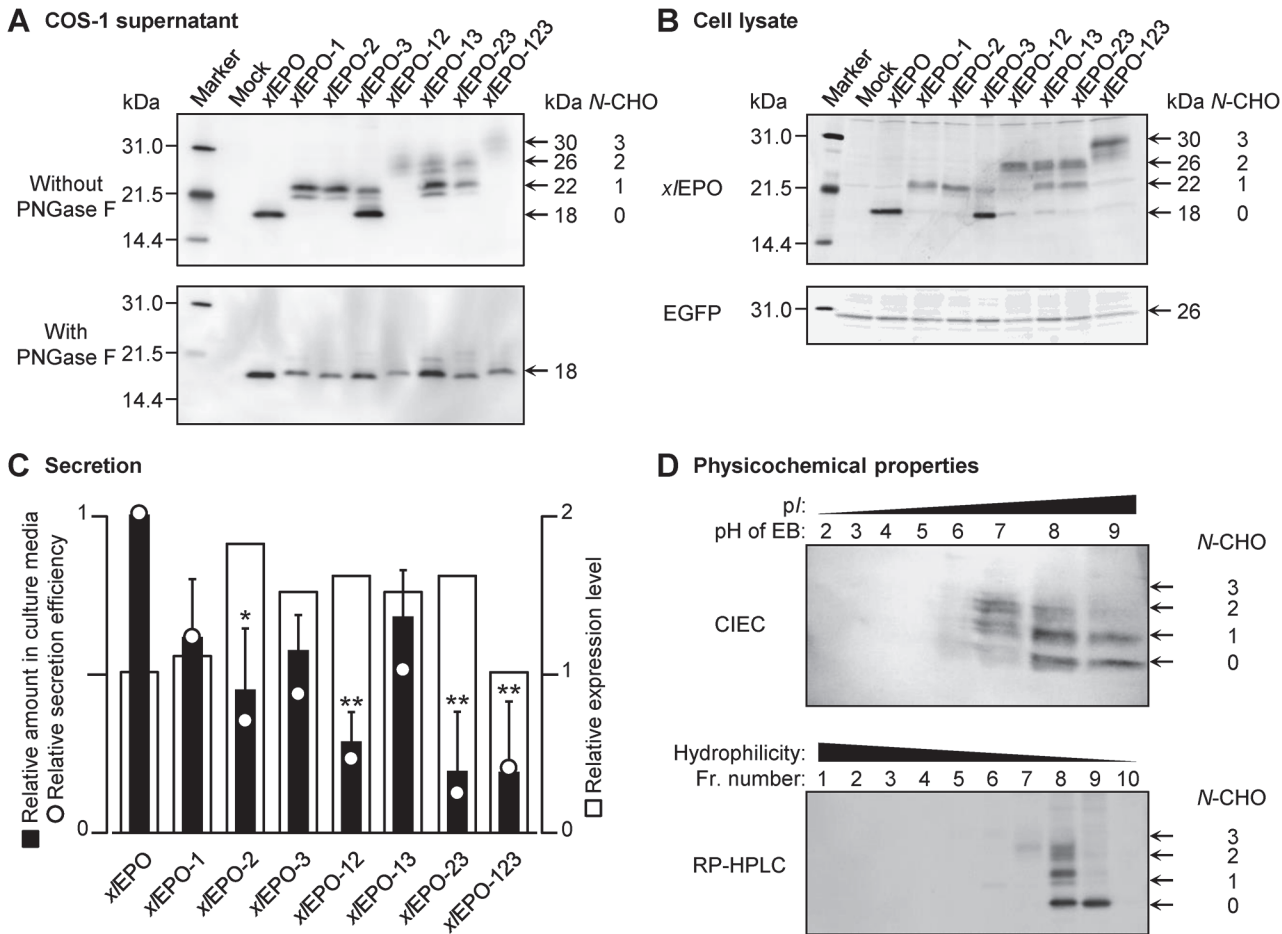 A COS-1 supernatant
kDa Marker Mock xlEPO xlEPO-1 xlEPO-2 xlEPO-3 xlEPO-12 xlEPO-13 xlEPO-23 xlEPO-123 kDa N-CHO
Without PNGase F
31.0
21.5
14.4
30 3
26 2
22 1
18 0
With PNGase F
31.0
21.5
14.4
18
B Cell lysate
kDa Marker Mock xlEPO xlEPO-1 xlEPO-2 xlEPO-3 xlEPO-12 xlEPO-13 xlEPO-23 xlEPO-123 kDa N-CHO
xlEPO
31.0
21.5
14.4
30 3
26 2
22 1
18 0
EGFP
31.0
26
C Secretion
Relative amount in culture media
Relative secretion efficiency
1
0
* ** ** **
2
1
0
Relative expression level
xlEPO xlEPO-1 xlEPO-2 xlEPO-3 xlEPO-12 xlEPO-13 xlEPO-23 xlEPO-123
D Physicochemical properties
pI:
pH of EB: 2 3 4 5 6 7 8 9
N-CHO
CIEC
3
2
1
0
Hydrophilicity:
Fr. number: 1 2 3 4 5 6 7 8 9 10
N-CHO
RP-HPLC
3
2
1
0